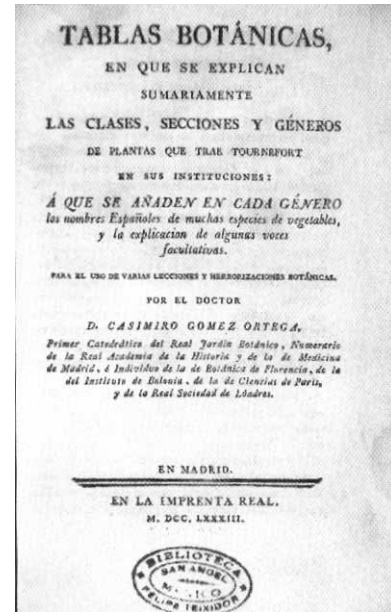 TABLAS BOTÁNICAS,
EN QUE SE EXPLICAN
SUMARIAMENTE
LAS CLASES, SECCIONES Y GÉNEROS
DE PLANTAS QUE TRAE TOURNEFORT
EN SUS INSTITUCIONES:
Á QUE SE AÑADEN EN CADA GÉNERO
los nombres Españoles de muchas especies de vegetables,
y la explicacion de algunas voces
facultativas.
PARA EL USO DE VARIAS LECCIONES Y HERBORIZACIONES BOTÁNICAS.
POR EL DOCTOR
D. CASIMIRO GOMEZ ORTEGA,
Primer Catedrático del Real Jardin Botánico, Numerario
de la Real Academia de la Historia y de la de Medicina
de Madrid, é Individuo de la de Botánica de Florencia, de la
del Instituto de Bolonia, de la de Ciencias de Paris,
y de la Real Sociedad de Lóndres.
EN MADRID.
EN LA IMPRENTA REAL.
M. DCC. LXXXIII.
BIBLIOTECA
SAN ANGEL
MEXICO
FELIPE TEIXIDOR